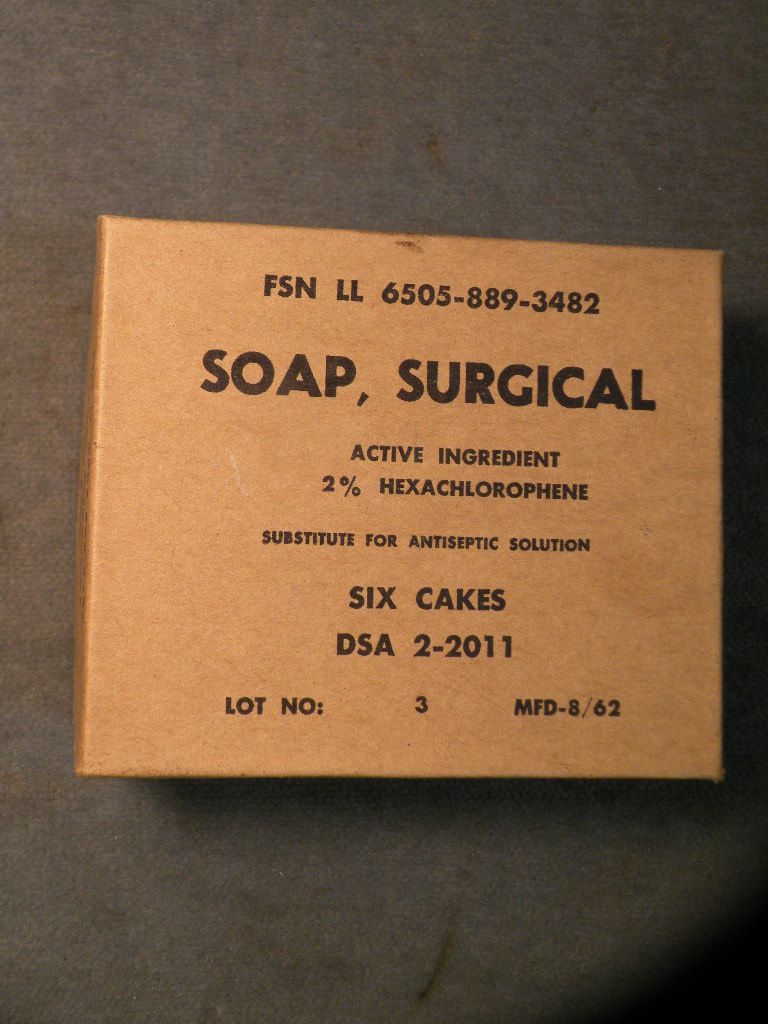 FSN LL 6505-889-3482
SOAP, SURGICAL
ACTIVE INGREDIENT
2% HEXACHLOROPHENE
SUBSTITUTE FOR ANTISEPTIC SOLUTION
SIX CAKES
DSA 2-2011
LOT NO: 3 MFD-8/62